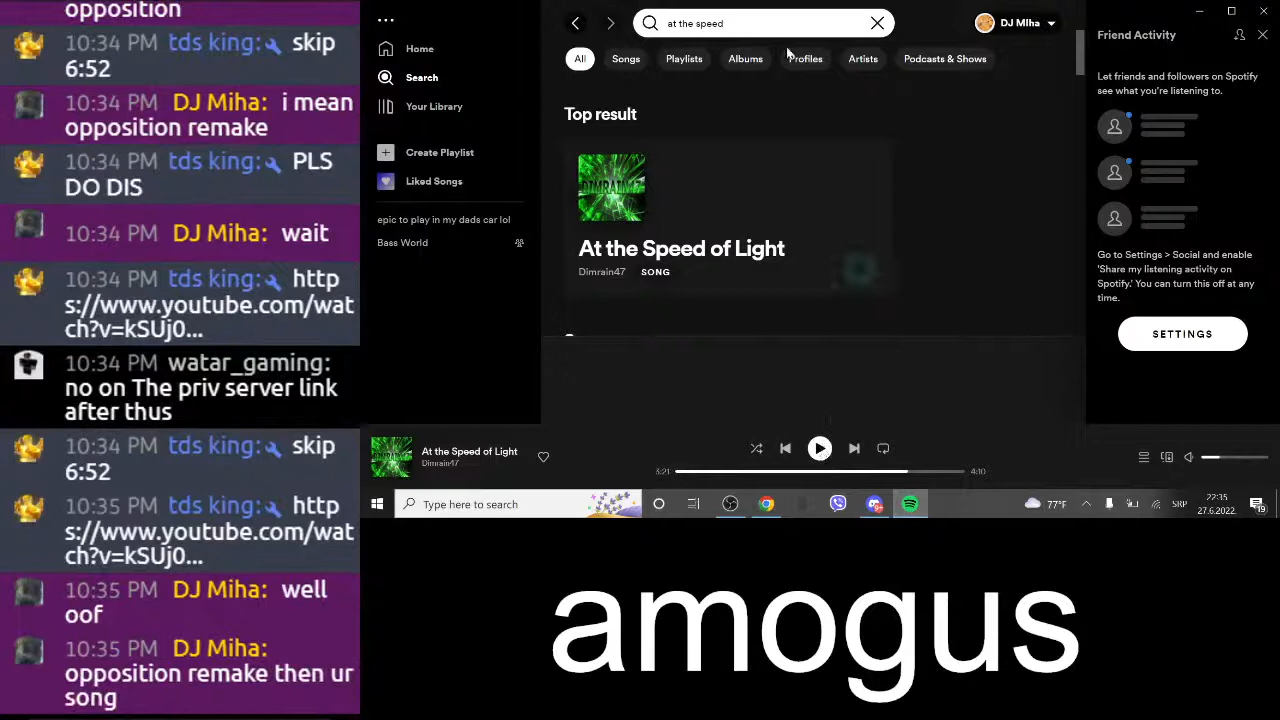 opposition
10:34 PM tds king: skip
6:52
10:34 PM DJ Miha: i mean
opposition remake
10:34 PM tds king: PLS
DO DIS
10:34 PM DJ Miha: wait
10:34 PM tds king: http
s://www.youtube.com/wat
ch?v=kSUj0...
10:34 PM watar_gaming:
no on The priv server link
after thus
10:34 PM tds king: skip
6:52
10:35 PM tds king: http
s://www.youtube.com/wat
ch?v=kSUj0...
10:35 PM DJ Miha: well
oof
10:35 PM DJ Miha:
opposition remake then ur
song
Home
Search
Your Library
Create Playlist
Liked Songs
epic to play in my dads car lol
Bass World
at the speed
DJ Miha
All Songs Playlists Albums Profiles Artists Podcasts & Shows
Top result
DIMRAIN47
At the Speed of Light
Dimrain47 SONG
Friend Activity
Let friends and followers on Spotify
see what you're listening to.
Go to Settings > Social and enable
'Share my listening activity on
Spotify.' You can turn this off at any
time.
SETTINGS
At the Speed of Light
Dimrain47
3:21
4:10
Type here to search
9+
77°F
SRP
22:35
27.6.2022.
19
amogus